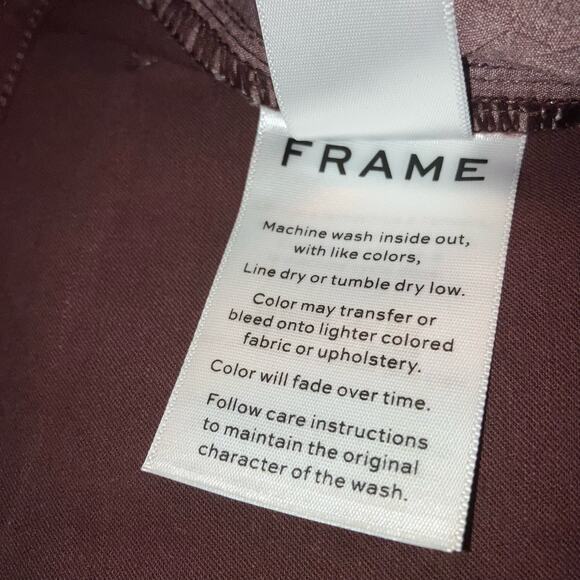 FRAME
Machine wash inside out,
with like colors,
Line dry or tumble dry low.
Color may transfer or
bleed onto lighter colored
fabric or upholstery.
Color will fade over time.
Follow care instructions
to maintain the original
character of the wash.